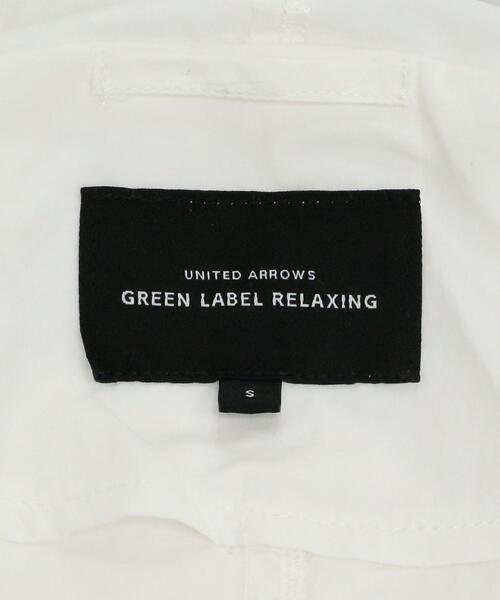 UNITED ARROWS
GREEN LABEL RELAXING
S